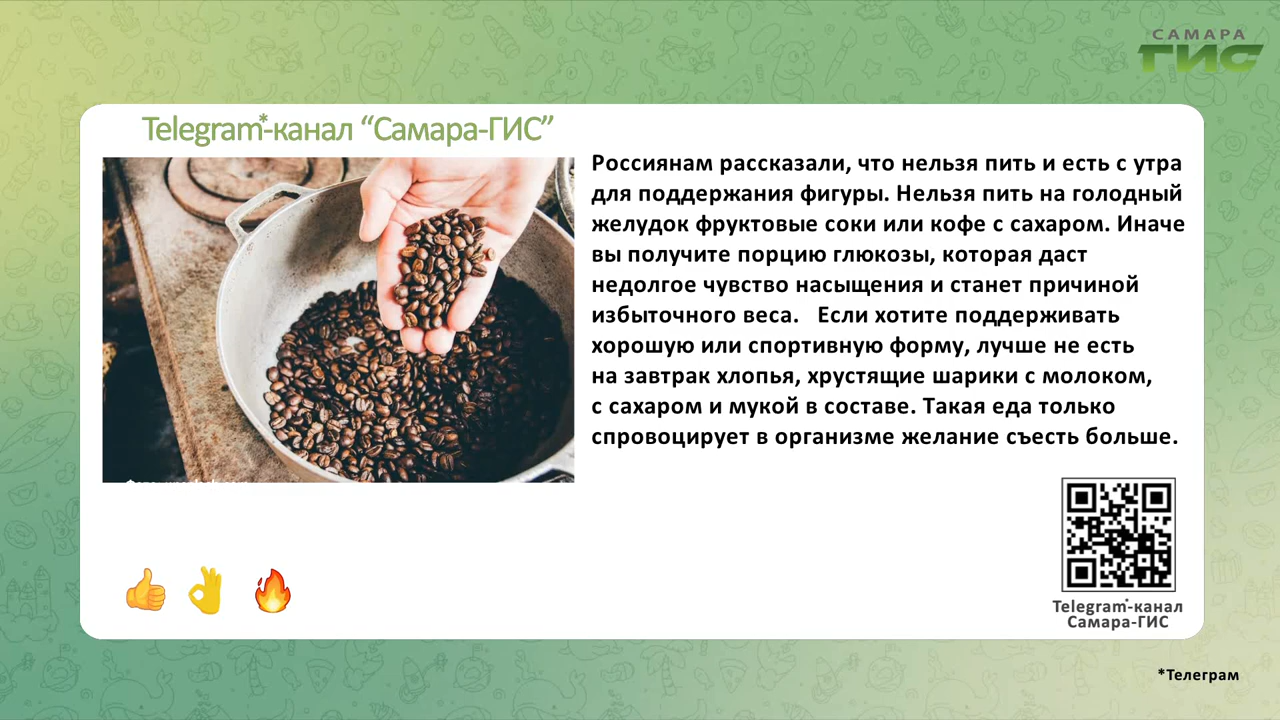 САМАРА
ГИС
Telegram*-канал “Самара-ГИС”
Россиянам рассказали, что нельзя пить и есть с утра
для поддержания фигуры. Нельзя пить на голодный
желудок фруктовые соки или кофе с сахаром. Иначе
вы получите порцию глюкозы, которая даст
недолгое чувство насыщения и станет причиной
избыточного веса. Если хотите поддерживать
хорошую или спортивную форму, лучше не есть
на завтрак хлопья, хрустящие шарики с молоком,
с сахаром и мукой в составе. Такая еда только
спровоцирует в организме желание съесть больше.
Telegram*-канал
Самара-ГИС
*Телеграм